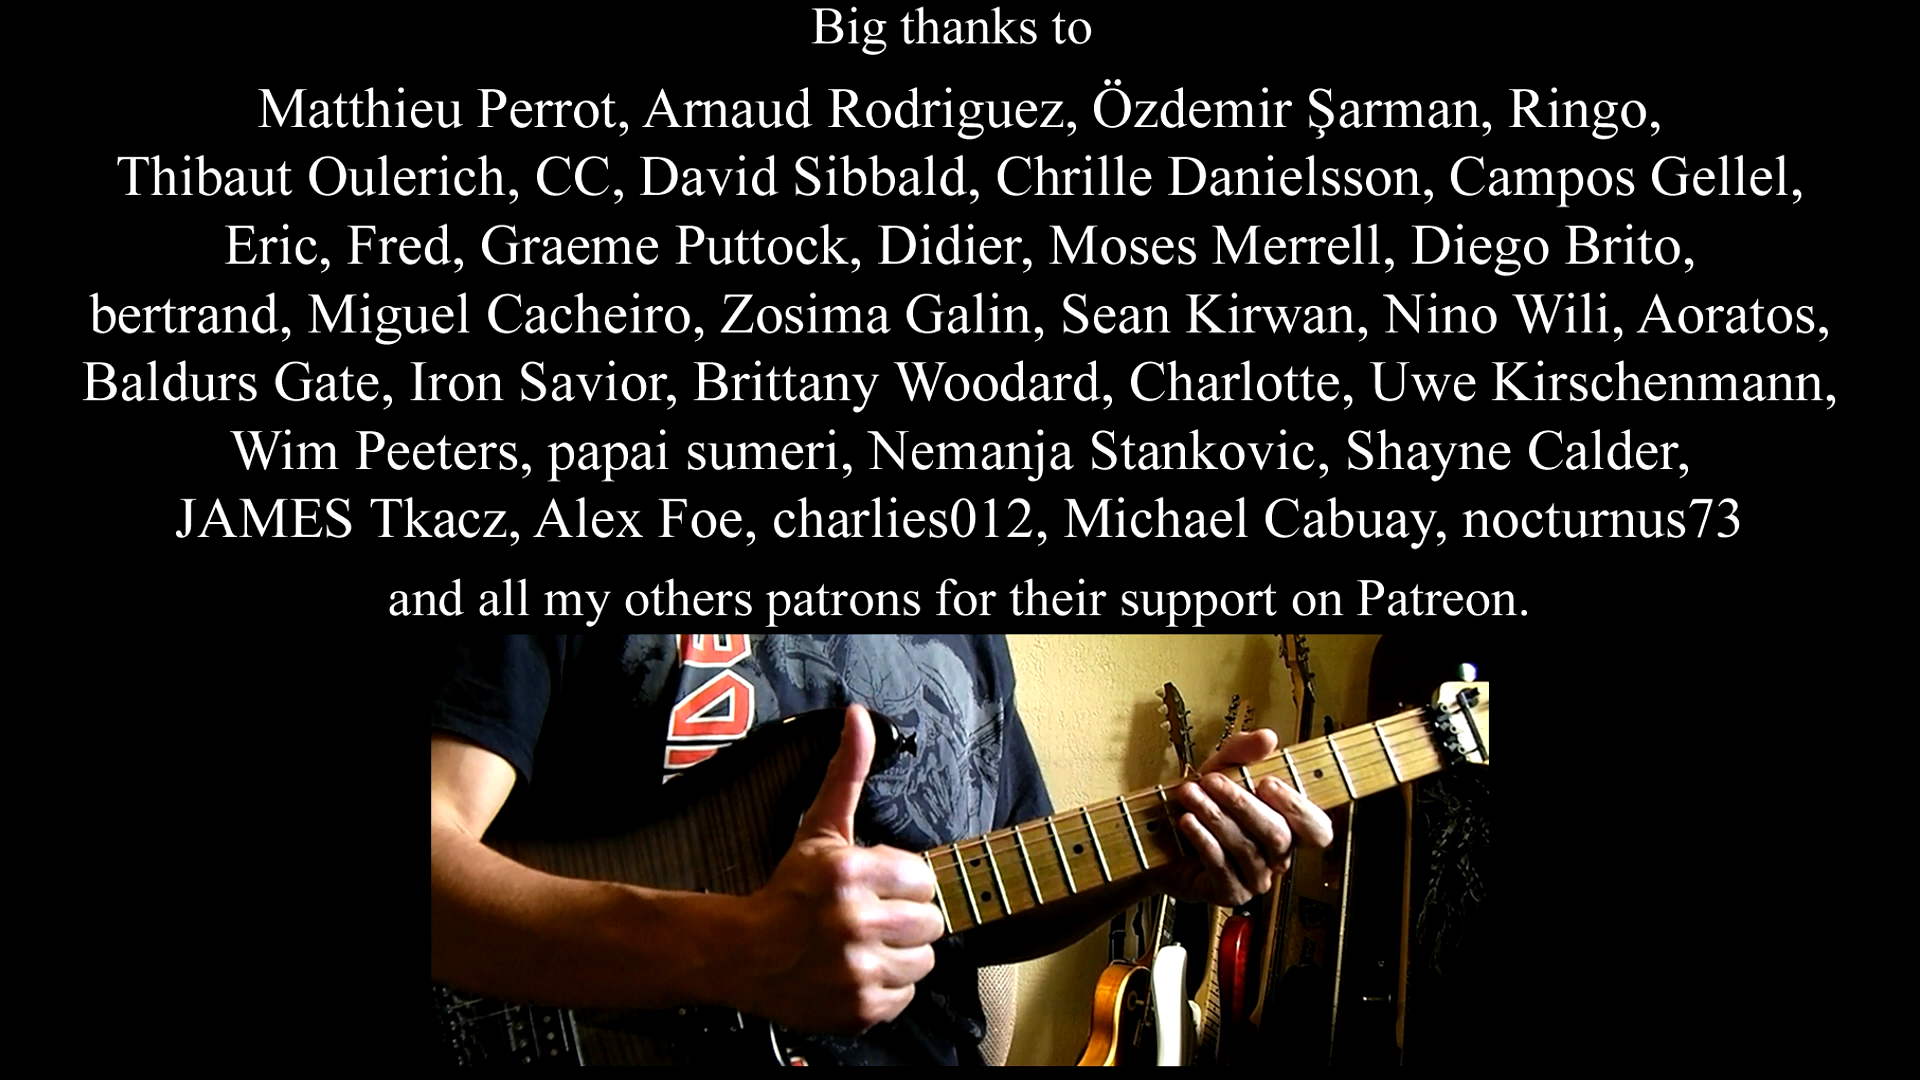 Big thanks to
Matthieu Perrot, Arnaud Rodriguez, Özdemir Şarman, Ringo,
Thibaut Oulerich, CC, David Sibbald, Chrille Danielsson, Campos Gellel,
Eric, Fred, Graeme Puttock, Didier, Moses Merrell, Diego Brito,
bertrand, Miguel Cacheiro, Zosima Galin, Sean Kirwan, Nino Wili, Aoratos,
Baldurs Gate, Iron Savior, Brittany Woodard, Charlotte, Uwe Kirschenmann,
Wim Peeters, papai sumeri, Nemanja Stankovic, Shayne Calder,
JAMES Tkacz, Alex Foe, charlies012, Michael Cabuay, nocturnus73
and all my others patrons for their support on Patreon.